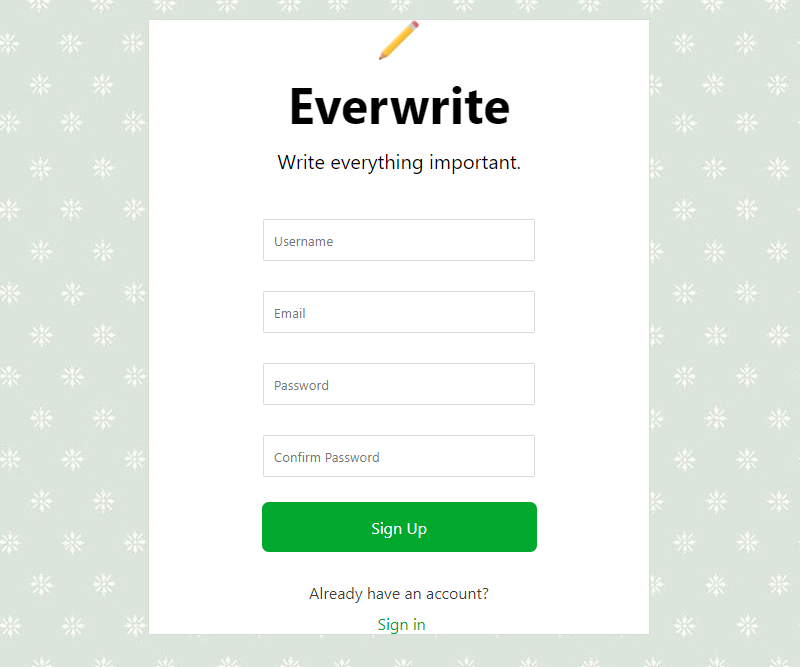 Everwrite
Write everything important.
Username
Email
Password
Confirm Password
Sign Up
Already have an account?
Sign in